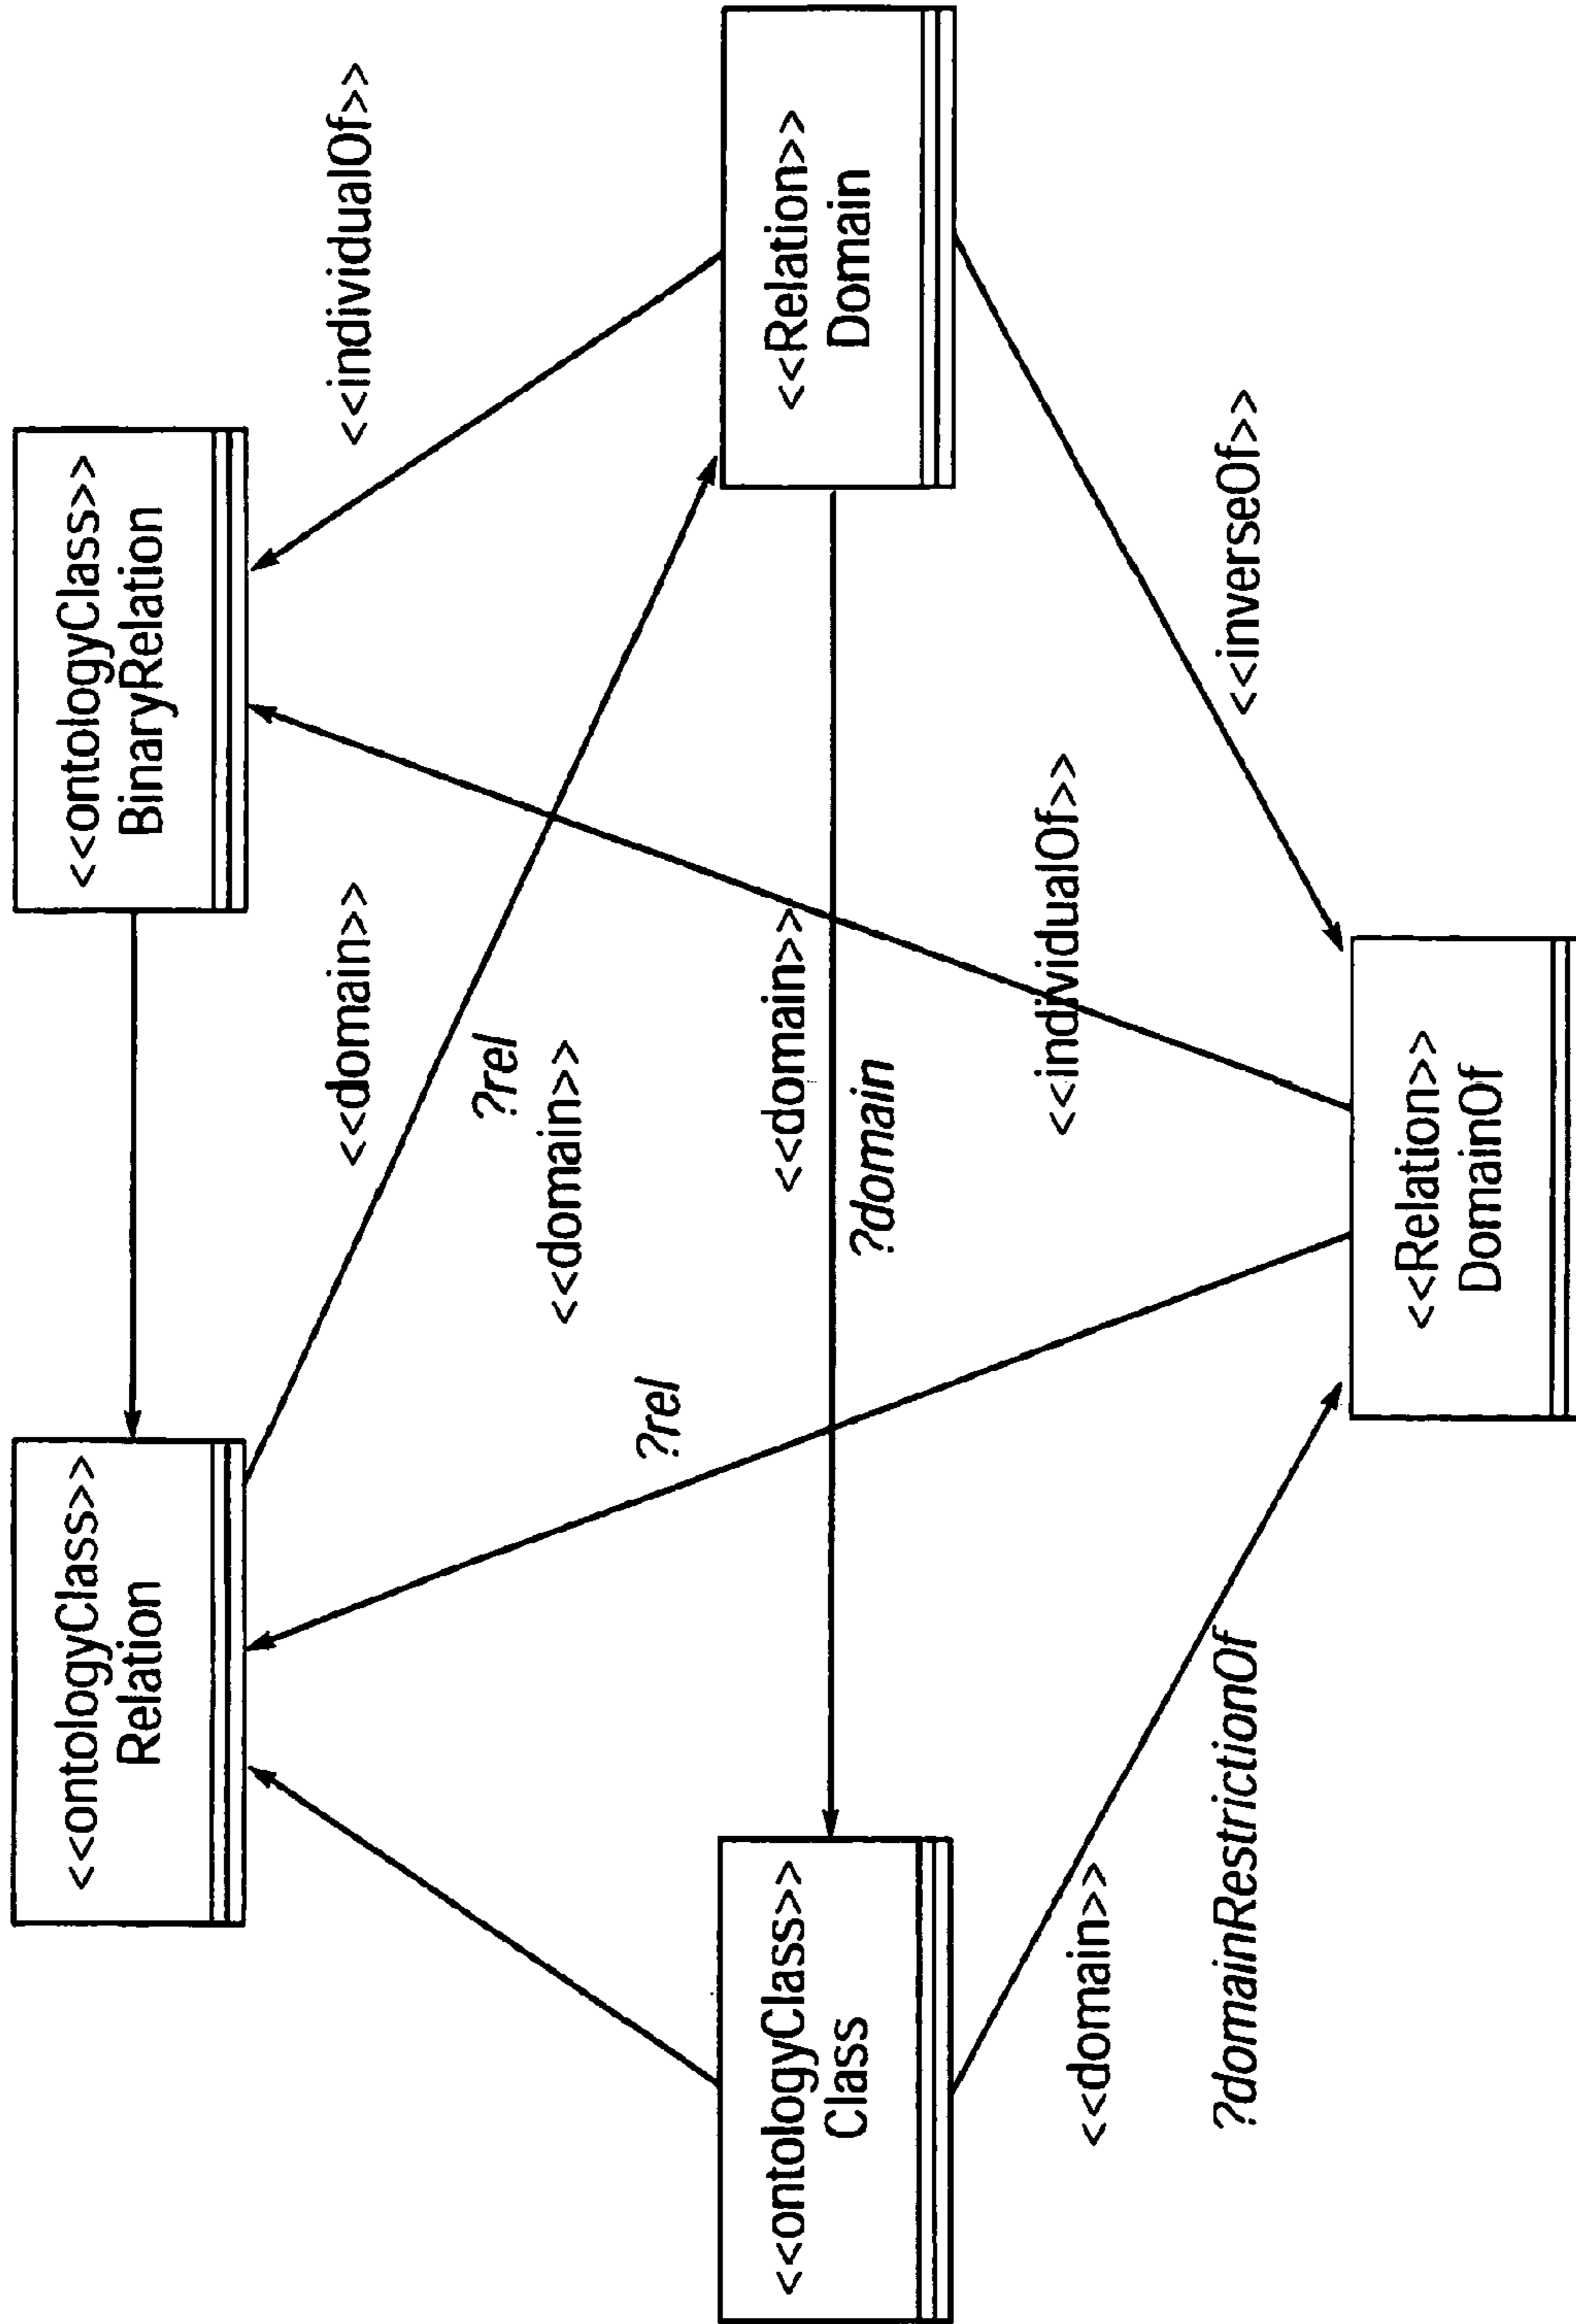 <<ontologyClass>>
Relation
<<ontologyClass>>
BinaryRelation
<<domain>>
?rel
<<individualOf>>
<<domain>>
?rel
<<ontologyClass>>
Class
<<domain>>
?domain
<<Relation>>
Domain
<<individualOf>>
<<domain>>
?domainRestrictionOf
<<inverseOf>>
<<Relation>>
DomainOf